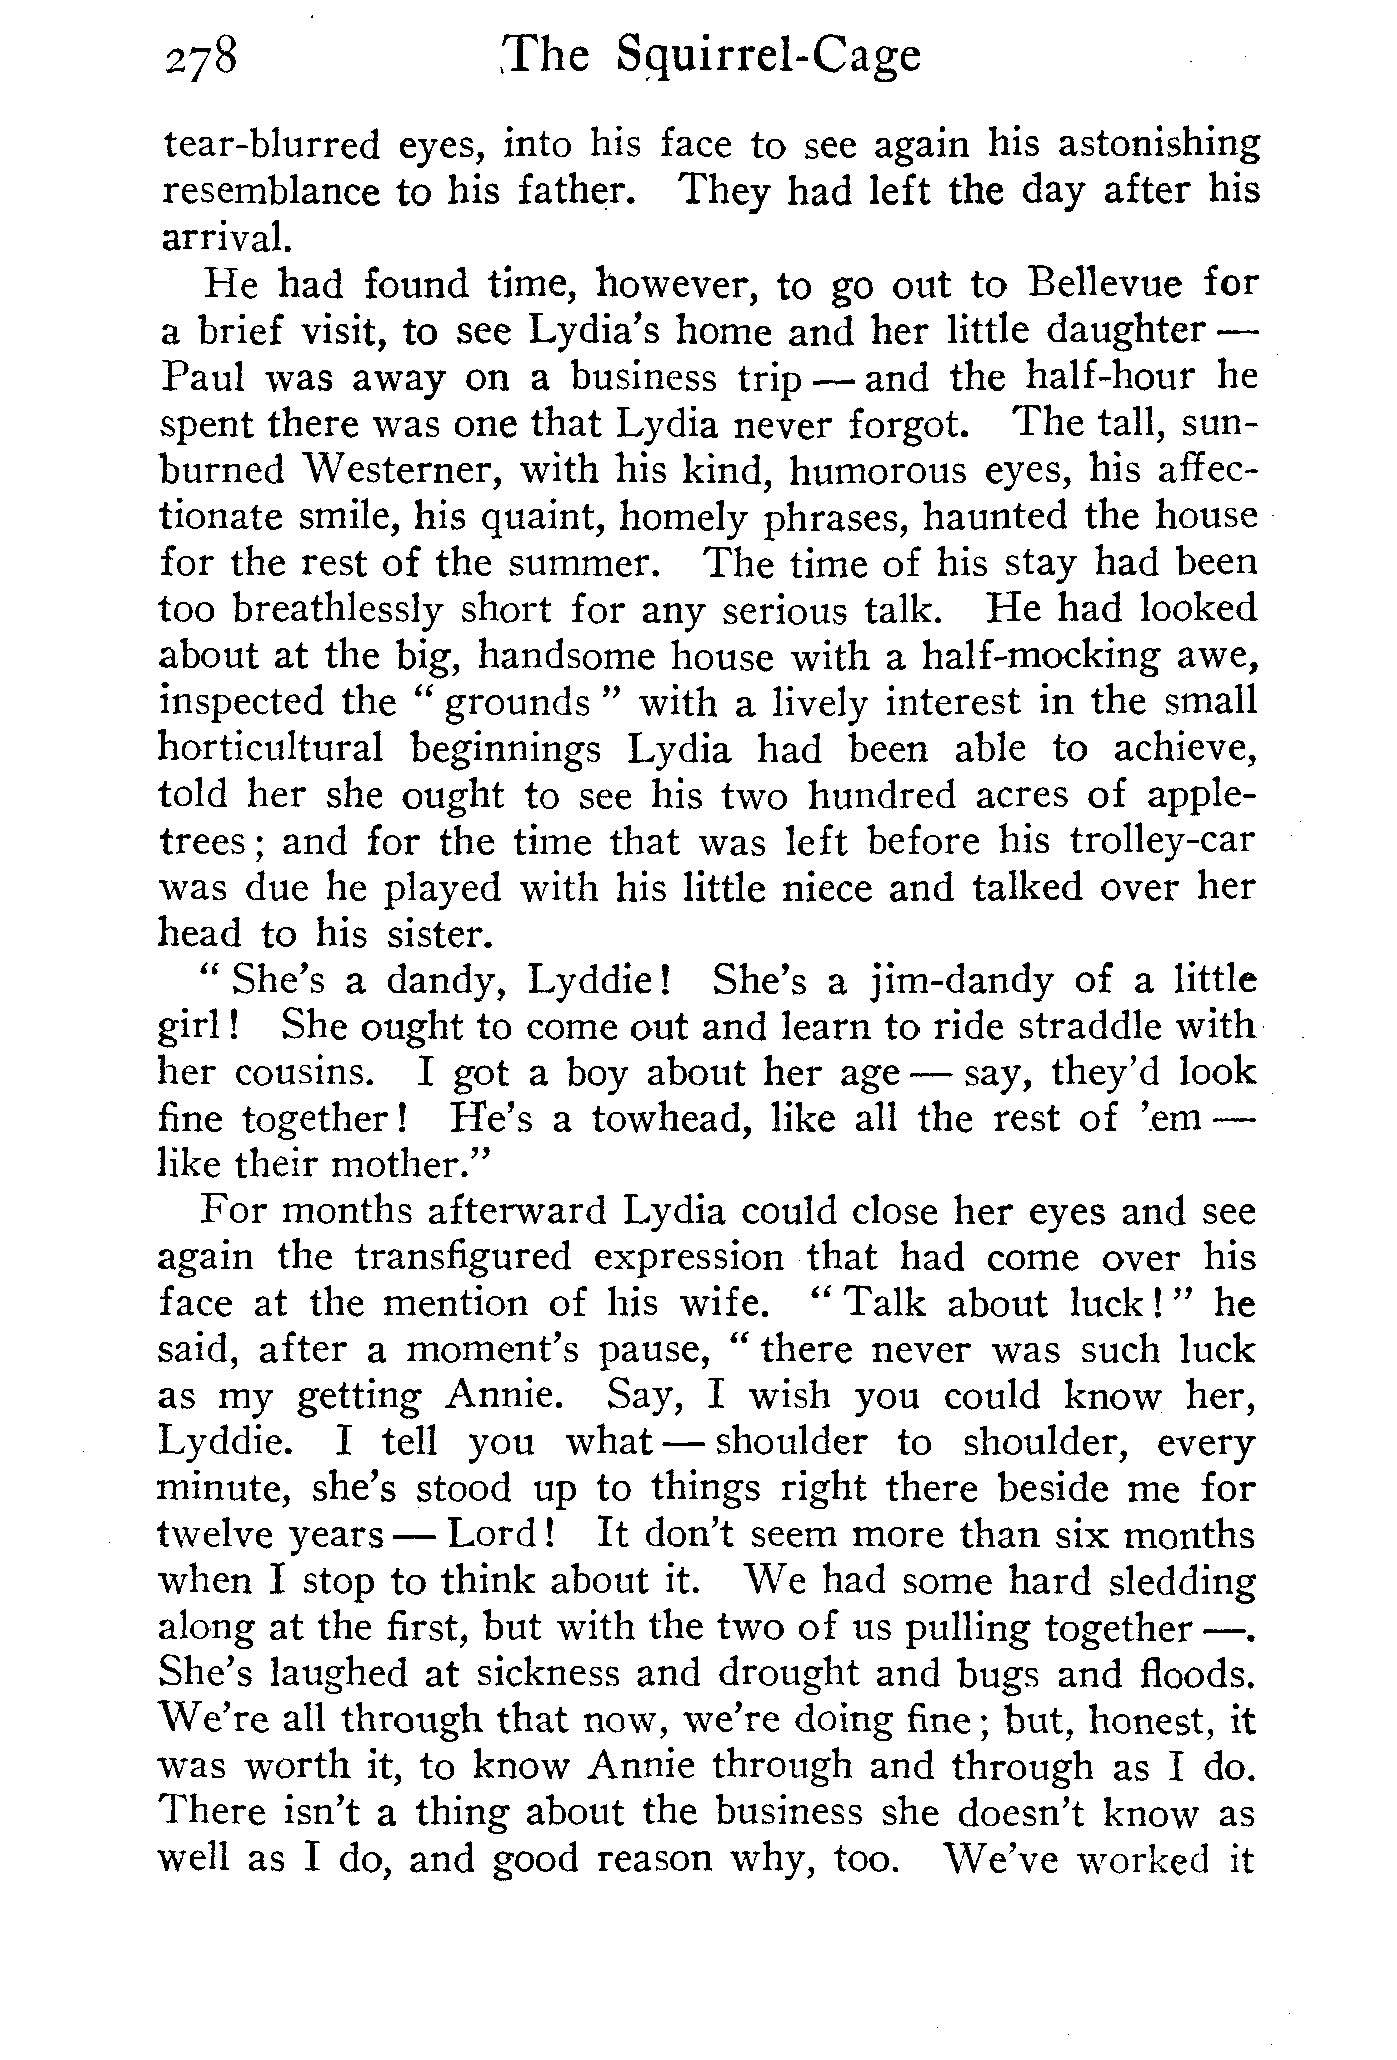 278 The Squirrel-Cage
tear-blurred eyes, into his face to see again his astonishing
resemblance to his father. They had left the day after his
arrival.
He had found time, however, to go out to Bellevue for
a brief visit, to see Lydia's home and her little daughter —
Paul was away on a business trip — and the half-hour he
spent there was one that Lydia never forgot. The tall, sun-
burned Westerner, with his kind, humorous eyes, his affec-
tionate smile, his quaint, homely phrases, haunted the house
for the rest of the summer. The time of his stay had been
too breathlessly short for any serious talk. He had looked
about at the big, handsome house with a half-mocking awe,
inspected the " grounds " with a lively interest in the small
horticultural beginnings Lydia had been able to achieve,
told her she ought to see his two hundred acres of apple-
trees; and for the time that was left before his trolley-car
was due he played with his little niece and talked over her
head to his sister.
" She's a dandy, Lyddie! She's a jim-dandy of a little
girl! She ought to come out and learn to ride straddle with
her cousins. I got a boy about her age — say, they'd look
fine together! He's a towhead, like all the rest of 'em —
like their mother."
For months afterward Lydia could close her eyes and see
again the transfigured expression that had come over his
face at the mention of his wife. " Talk about luck!" he
said, after a moment's pause, " there never was such luck
as my getting Annie. Say, I wish you could know her,
Lyddie. I tell you what — shoulder to shoulder, every
minute, she's stood up to things right there beside me for
twelve years — Lord! It don't seem more than six months
when I stop to think about it. We had some hard sledding
along at the first, but with the two of us pulling together —.
She's laughed at sickness and drought and bugs and floods.
We're all through that now, we're doing fine; but, honest, it
was worth it, to know Annie through and through as I do.
There isn't a thing about the business she doesn't know as
well as I do, and good reason why, too. We've worked it